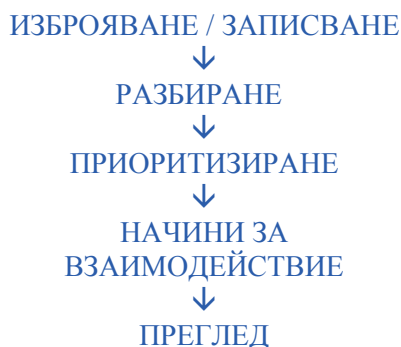 ИЗБРОЯВАНЕ / ЗАПИСВАНЕ
↓
РАЗБИРАНЕ
↓
ПРИОРИТИЗИРАНЕ
↓
НАЧИНИ ЗА
ВЗАИМОДЕЙСТВИЕ
↓
ПРЕГЛЕД